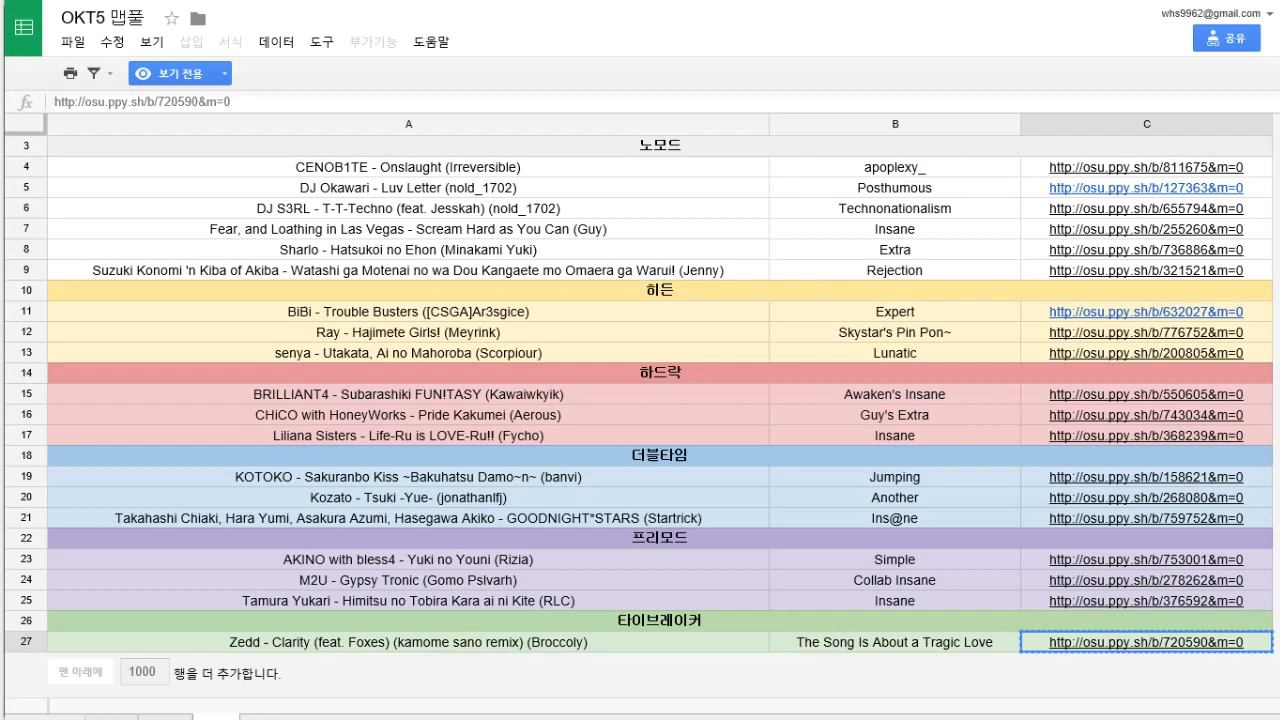 OKT5 맵풀
whs9962@gmail.com
파일 수정 보기 삽입 서식 데이터 도구 부가기능 도움말
공유
보기 전용
fx http://osu.ppy.sh/b/720590&m=0
A B C
3 노모드
4 CENOB1TE - Onslaught (Irreversible) apoplexy_ http://osu.ppy.sh/b/811675&m=0
5 DJ Okawari - Luv Letter (nold_1702) Posthumous http://osu.ppy.sh/b/127363&m=0
6 DJ S3RL - T-T-Techno (feat. Jesskah) (nold_1702) Technonationalism http://osu.ppy.sh/b/655794&m=0
7 Fear, and Loathing in Las Vegas - Scream Hard as You Can (Guy) Insane http://osu.ppy.sh/b/255260&m=0
8 Sharlo - Hatsukoi no Ehon (Minakami Yuki) Extra http://osu.ppy.sh/b/736886&m=0
9 Suzuki Konomi 'n Kiba of Akiba - Watashi ga Motenai no wa Dou Kangaete mo Omaera ga Warui! (Jenny) Rejection http://osu.ppy.sh/b/321521&m=0
10 히든
11 BiBi - Trouble Busters ([CSGA]Ar3sgice) Expert http://osu.ppy.sh/b/632027&m=0
12 Ray - Hajimete Girls! (Meyrink) Skystar's Pin Pon~ http://osu.ppy.sh/b/776752&m=0
13 senya - Utakata, Ai no Mahoroba (Scorpiour) Lunatic http://osu.ppy.sh/b/200805&m=0
14 하드락
15 BRILLIANT4 - Subarashiki FUN!TASY (Kawaiwkyik) Awaken's Insane http://osu.ppy.sh/b/550605&m=0
16 CHiCO with HoneyWorks - Pride Kakumei (Aerous) Guy's Extra http://osu.ppy.sh/b/743034&m=0
17 Liliana Sisters - Life-Ru is LOVE-Ru!! (Fycho) Insane http://osu.ppy.sh/b/368239&m=0
18 더블타임
19 KOTOKO - Sakuranbo Kiss ~Bakuhatsu Damo~n~ (banvi) Jumping http://osu.ppy.sh/b/158621&m=0
20 Kozato - Tsuki -Yue- (jonathanlfj) Another http://osu.ppy.sh/b/268080&m=0
21 Takahashi Chiaki, Hara Yumi, Asakura Azumi, Hasegawa Akiko - GOODNIGHT*STARS (Startrick) Ins@ne http://osu.ppy.sh/b/759752&m=0
22 프리모드
23 AKINO with bless4 - Yuki no Youni (Rizia) Simple http://osu.ppy.sh/b/753001&m=0
24 M2U - Gypsy Tronic (Gomo Pslvarh) Collab Insane http://osu.ppy.sh/b/278262&m=0
25 Tamura Yukari - Himitsu no Tobira Kara ai ni Kite (RLC) Insane http://osu.ppy.sh/b/376592&m=0
26 타이브레이커
27 Zedd - Clarity (feat. Foxes) (kamome sano remix) (Broccoly) The Song Is About a Tragic Love http://osu.ppy.sh/b/720590&m=0
맨 아래에 1000 행을 더 추가합니다.